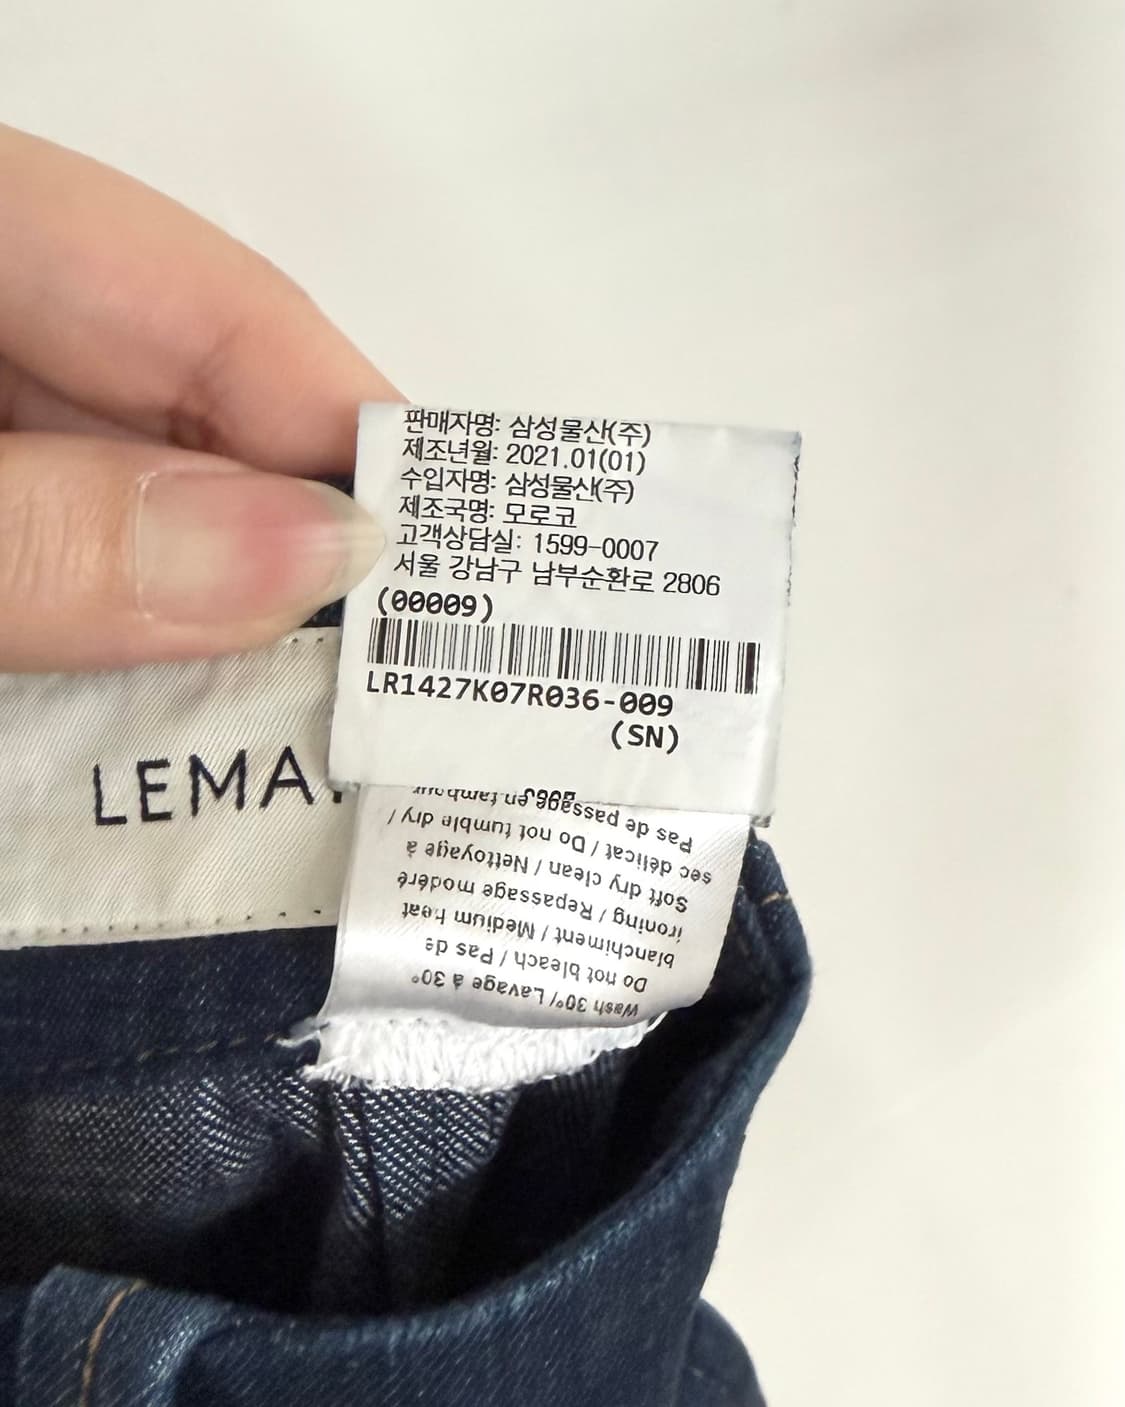 판매자명: 삼성물산(주)
제조년월: 2021.01(01)
수입자명: 삼성물산(주)
제조국명: 모로코
고객상담실: 1599-0007
서울 강남구 남부순환로 2806
(00009)
LR1427K07R036-009
(SN)
LEMA
Wash 30°/ Lavage à 30°
Do not bleach / Pas de
blanchiment / Medium heat
ironing / Repassage modéré
Soft dry clean / Nettoyage à
sec délicat / Do not tumble dry /
Pas de passage en tambour